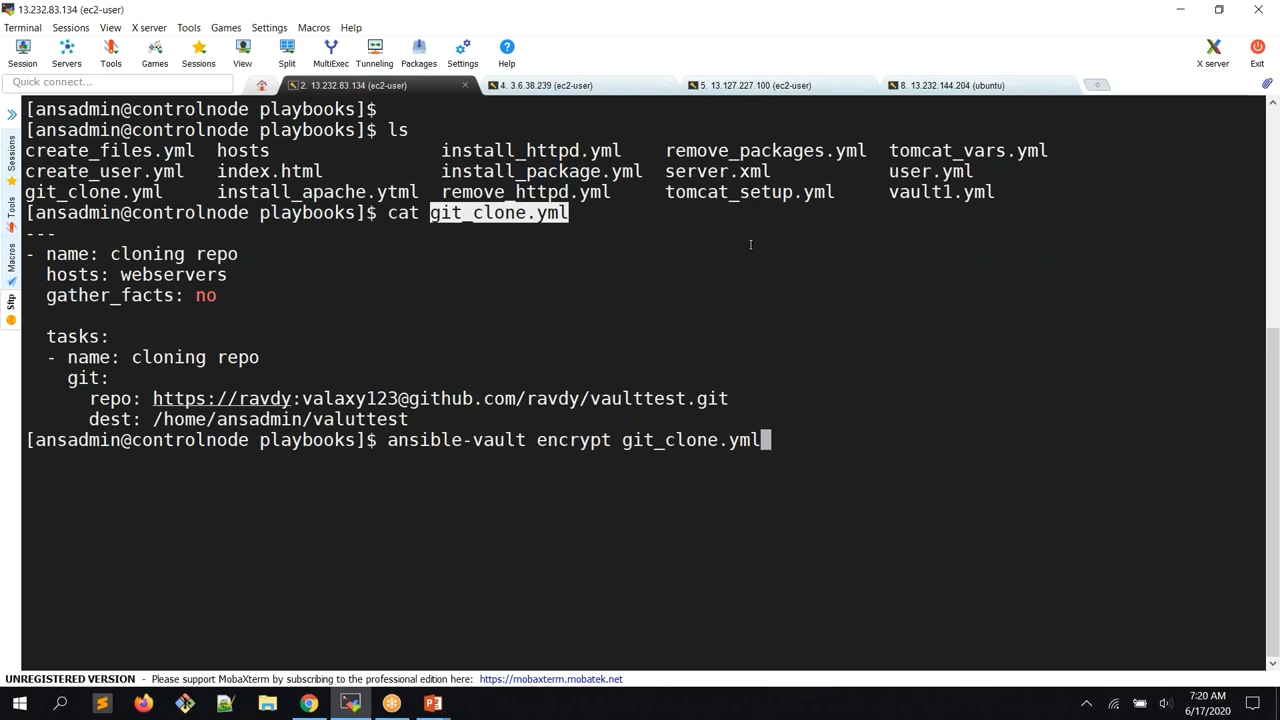 13.232.83.134 (ec2-user)
Terminal Sessions View X server Tools Games Settings Macros Help
Session Servers Tools Games Sessions View Split MultiExec Tunneling Packages Settings Help X server Exit
Quick connect... 2. 13.232.83.134 (ec2-user) 4. 3.6.38.239 (ec2-user) 5. 13.127.227.100 (ec2-user) 8. 13.232.144.204 (ubuntu)
Sessions
Tools
Macros
Sftp
[ansadmin@controlnode playbooks]$
[ansadmin@controlnode playbooks]$ ls
create_files.yml hosts install_httpd.yml remove_packages.yml tomcat_vars.yml
create_user.yml index.html install_package.yml server.xml user.yml
git_clone.yml install_apache.ytml remove_httpd.yml tomcat_setup.yml vault1.yml
[ansadmin@controlnode playbooks]$ cat git_clone.yml
---
- name: cloning repo
hosts: webservers
gather_facts: no
tasks:
- name: cloning repo
git:
repo: https://ravdy:valaxy123@github.com/ravdy/vaulttest.git
dest: /home/ansadmin/valuttest
[ansadmin@controlnode playbooks]$ ansible-vault encrypt git_clone.yml
UNREGISTERED VERSION - Please support MobaXterm by subscribing to the professional edition here: https://mobaxterm.mobatek.net
7:20 AM
6/17/2020